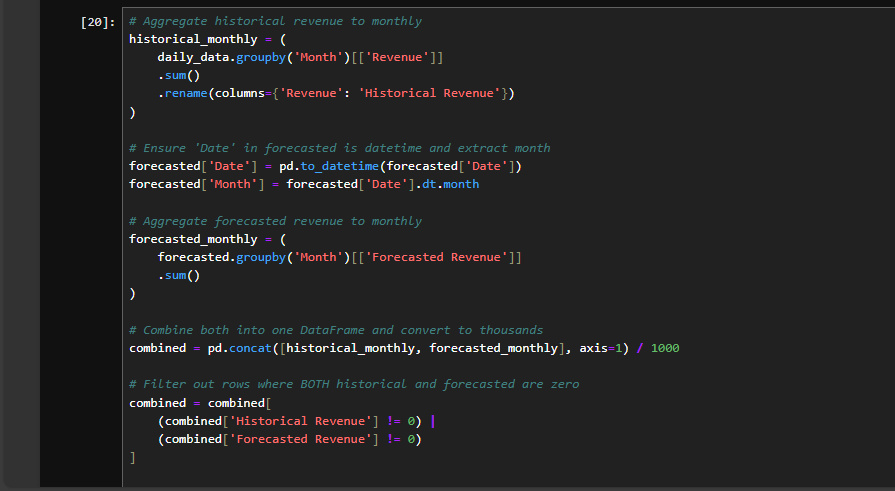 [20]: # Aggregate historical revenue to monthly
historical_monthly = (
    daily_data.groupby('Month')[['Revenue']]
    .sum()
    .rename(columns={'Revenue': 'Historical Revenue'})
)

# Ensure 'Date' in forecasted is datetime and extract month
forecasted['Date'] = pd.to_datetime(forecasted['Date'])
forecasted['Month'] = forecasted['Date'].dt.month

# Aggregate forecasted revenue to monthly
forecasted_monthly = (
    forecasted.groupby('Month')[['Forecasted Revenue']]
    .sum()
)

# Combine both into one DataFrame and convert to thousands
combined = pd.concat([historical_monthly, forecasted_monthly], axis=1) / 1000

# Filter out rows where BOTH historical and forecasted are zero
combined = combined[
    (combined['Historical Revenue'] != 0) |
    (combined['Forecasted Revenue'] != 0)
]